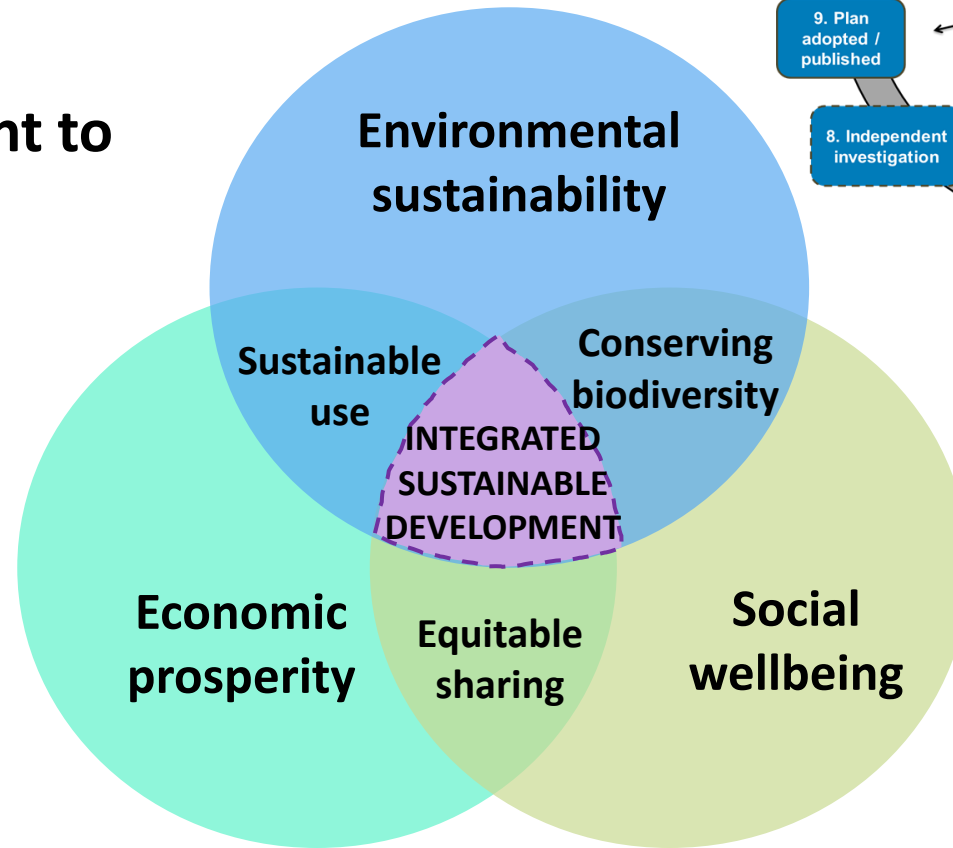 nt to
9. Plan
adopted /
published
8. Independent
investigation
Environmental
sustainability
Sustainable
use
Conserving
biodiversity
INTEGRATED
SUSTAINABLE
DEVELOPMENT
Economic
prosperity
Equitable
sharing
Social
wellbeing